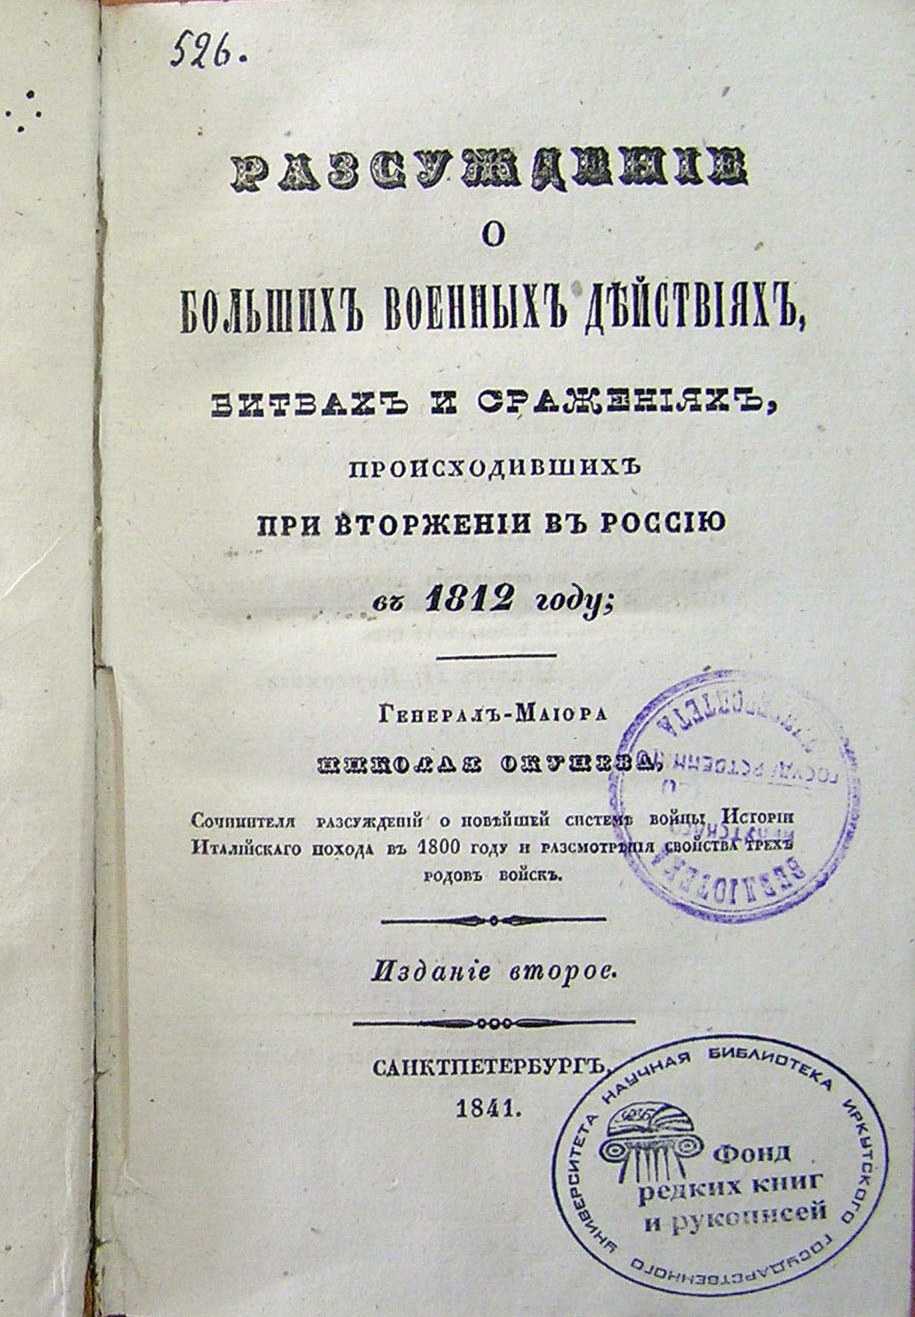 526.
РАЗСУЖДЕНІЕ
О
БОЛЬШИХЪ ВОЕННЫХЪ ДѢЙСТВІЯХЪ,
БИТВАХЪ И СРАЖЕНІЯХЪ,
ПРОИСХОДИВШИХЪ
ПРИ ВТОРЖЕНІИ ВЪ РОССІЮ
въ 1812 году;
Генералъ-Маіора
НИКОЛАЯ ОКУНЕВА,
Сочинителя разсужденій о новѣйшей системѣ войны Исторіи
Италійскаго похода въ 1800 году и разсмотрѣнія свойства трехъ
родовъ войскъ.
Изданіе второе.
САНКТПЕТЕРБУРГЪ,
1841.
НАУЧНАЯ БИБЛИОТЕКА ИРКУТСКОГО ГОСУДАРСТВЕННОГО УНИВЕРСИТЕТА
Фонд
редких книг
и рукописей